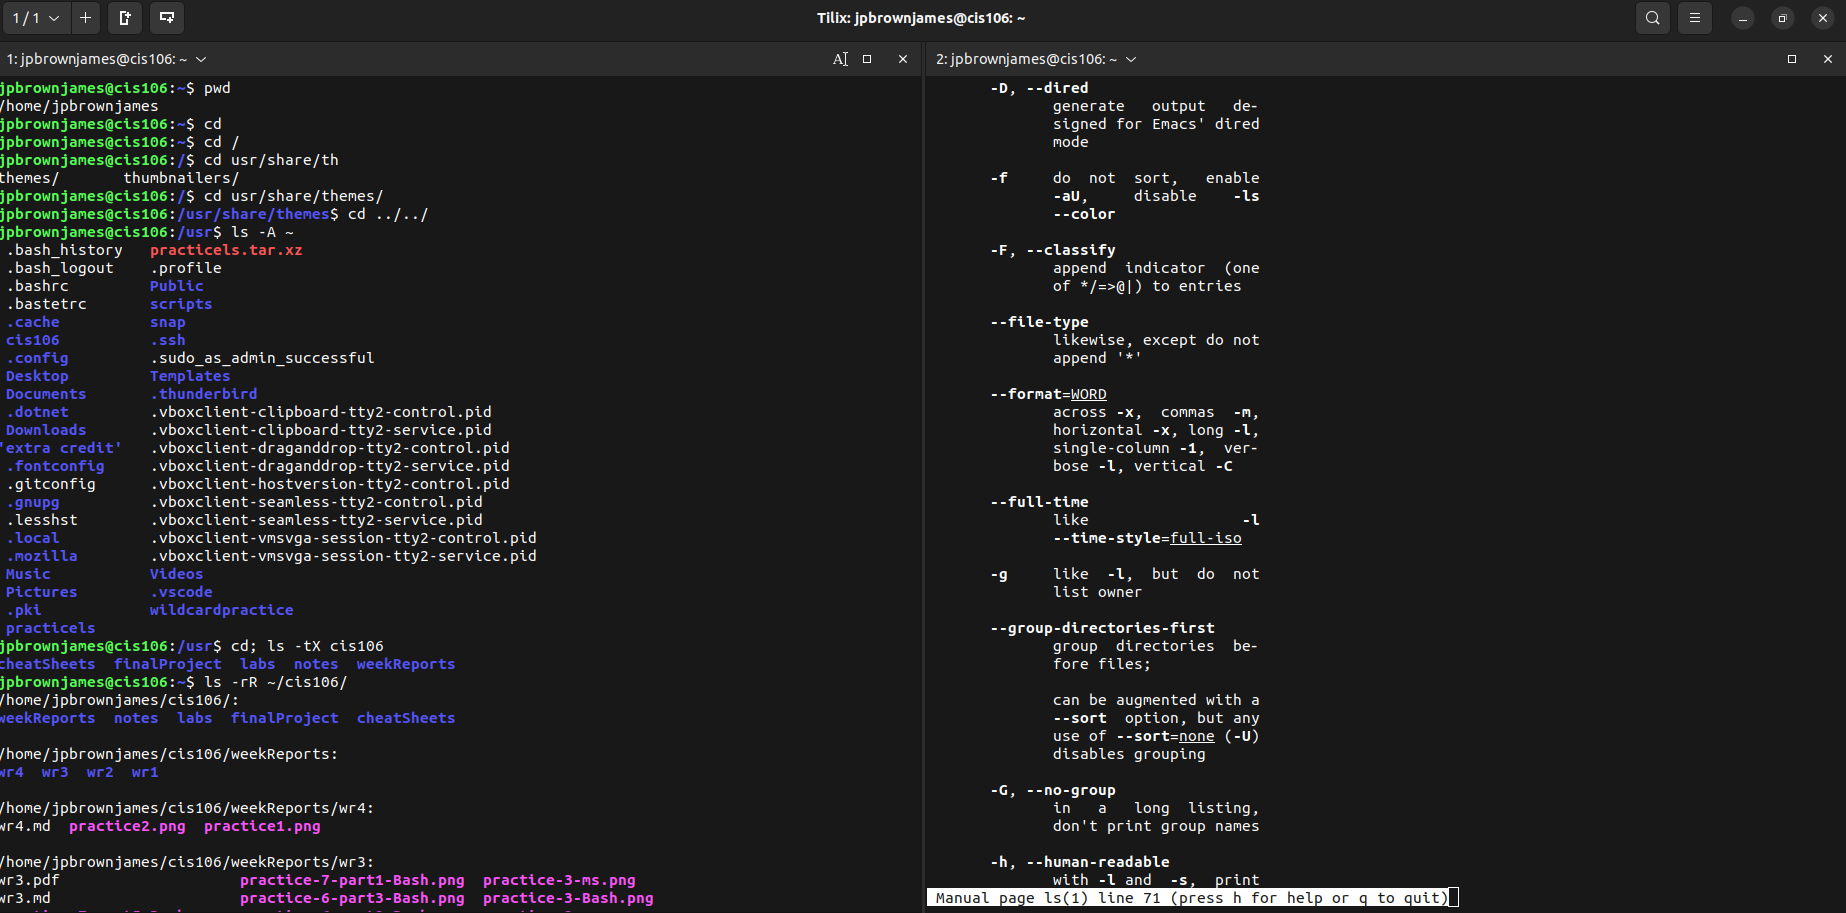 1 / 1
Tilix: jpbrownjames@cis106: ~
1: jpbrownjames@cis106: ~
jpbrownjames@cis106:~$ pwd
/home/jpbrownjames
jpbrownjames@cis106:~$ cd
jpbrownjames@cis106:~$ cd /
jpbrownjames@cis106:/$ cd usr/share/th
themes/       thumbnailers/
jpbrownjames@cis106:/$ cd usr/share/themes/
jpbrownjames@cis106:/usr/share/themes$ cd ../../
jpbrownjames@cis106:/usr$ ls -A ~
.bash_history   practicels.tar.xz
.bash_logout    .profile
.bashrc         Public
.bastetrc       scripts
.cache          snap
cis106          .ssh
.config         .sudo_as_admin_successful
Desktop         Templates
Documents       .thunderbird
.dotnet         .vboxclient-clipboard-tty2-control.pid
Downloads       .vboxclient-clipboard-tty2-service.pid
'extra credit'   .vboxclient-draganddrop-tty2-control.pid
.fontconfig     .vboxclient-draganddrop-tty2-service.pid
.gitconfig      .vboxclient-hostversion-tty2-control.pid
.gnupg          .vboxclient-seamless-tty2-control.pid
.lesshst        .vboxclient-seamless-tty2-service.pid
.local          .vboxclient-vmsvga-session-tty2-control.pid
.mozilla        .vboxclient-vmsvga-session-tty2-service.pid
Music           Videos
Pictures        .vscode
.pki            wildcardpractice
practicels
jpbrownjames@cis106:/usr$ cd; ls -tX cis106
cheatSheets  finalProject  labs  notes  weekReports
jpbrownjames@cis106:~$ ls -rR ~/cis106/
/home/jpbrownjames/cis106/:
weekReports  notes  labs  finalProject  cheatSheets
/home/jpbrownjames/cis106/weekReports:
wr4  wr3  wr2  wr1
/home/jpbrownjames/cis106/weekReports/wr4:
wr4.md  practice2.png  practice1.png
/home/jpbrownjames/cis106/weekReports/wr3:
wr3.pdf                    practice-7-part1-Bash.png  practice-3-ms.png
wr3.md                     practice-6-part3-Bash.png  practice-3-Bash.png
2: jpbrownjames@cis106: ~
-D, --dired
generate output de-
signed for Emacs' dired
mode
-f     do not sort, enable
-aU, disable -ls
--color
-F, --classify
append indicator (one
of */=>@|) to entries
--file-type
likewise, except do not
append '*'
--format=WORD
across -x, commas -m,
horizontal -x, long -l,
single-column -1, ver-
bose -l, vertical -C
--full-time
like -l
--time-style=full-iso
-g     like -l, but do not
list owner
--group-directories-first
group directories be-
fore files;
can be augmented with a
--sort option, but any
use of --sort=none (-U)
disables grouping
-G, --no-group
in a long listing,
don't print group names
-h, --human-readable
with -l and -s, print
Manual page ls(1) line 71 (press h for help or q to quit)